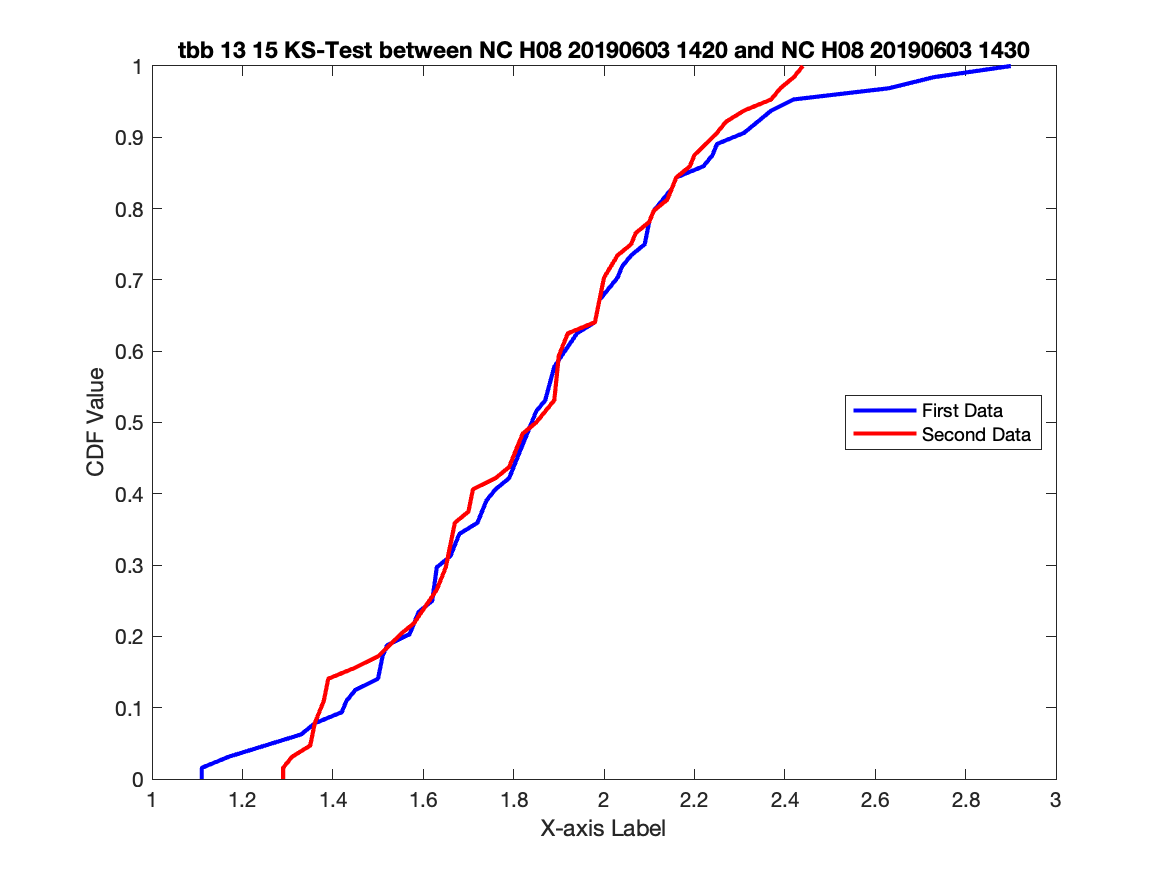 tbb 13 15 KS-Test between NC H08 20190603 1420 and NC H08 20190603 1430
1
0.9
0.8
0.7
0.6
0.5
0.4
0.3
0.2
0.1
0
CDF Value
First Data
Second Data
1 1.2 1.4 1.6 1.8 2 2.2 2.4 2.6 2.8 3
X-axis Label